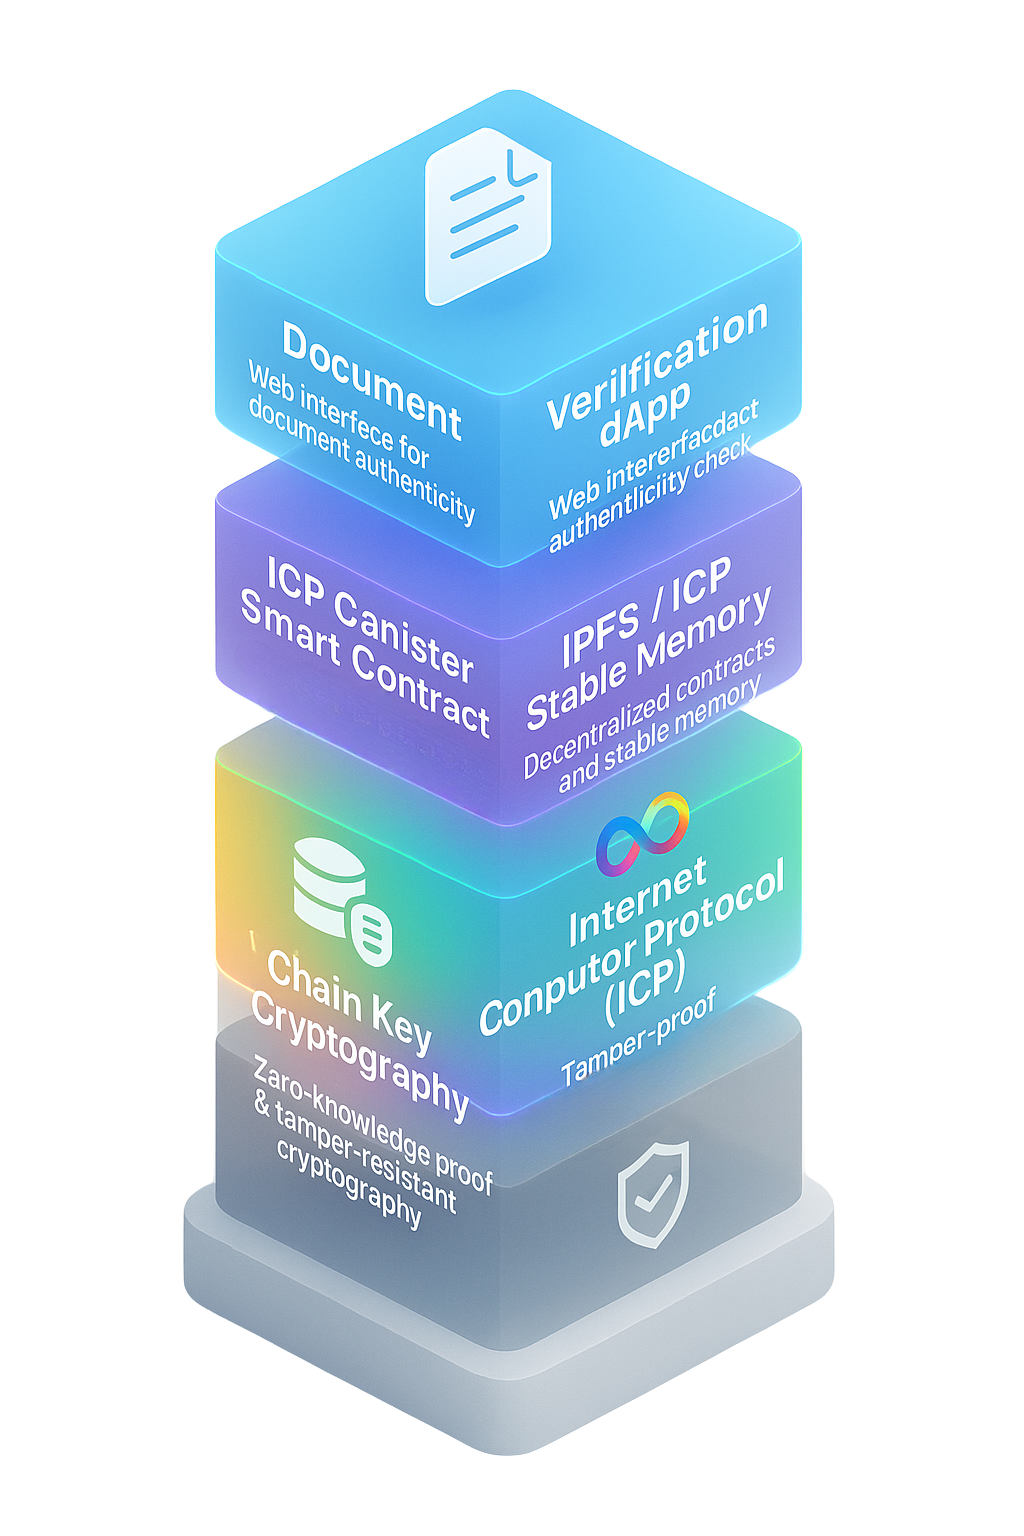 Document
Web interfece for
document authenticity
Verilfication
dApp
Web intererfacdact
authentliciity check
ICP Canister
Smart Contract
IPFS / ICP
Stable Memory
Decentralized contracts
and stable memory
Chain Key
Cryptography
Zaro-knowledge proof
& tamper-resistant
cryptography
Internet
Conputor Protocol
(ICP)
Tamper-proof